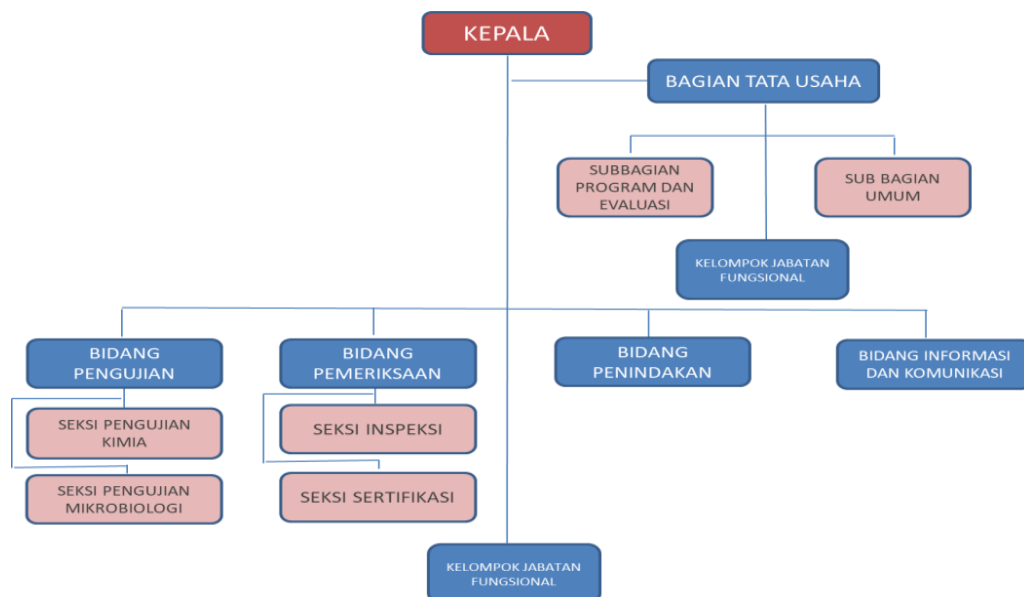 KEPALA
BAGIAN TATA USAHA
SUBBAGIAN
PROGRAM DAN
EVALUASI
SUB BAGIAN
UMUM
KELOMPOK JABATAN
FUNGSIONAL
BIDANG
PENGUJIAN
BIDANG
PEMERIKSAAN
BIDANG
PENINDAKAN
BIDANG INFORMASI
DAN KOMUNIKASI
SEKSI PENGUJIAN
KIMIA
SEKSI INSPEKSI
SEKSI PENGUJIAN
MIKROBIOLOGI
SEKSI SERTIFIKASI
KELOMPOK JABATAN
FUNGSIONAL